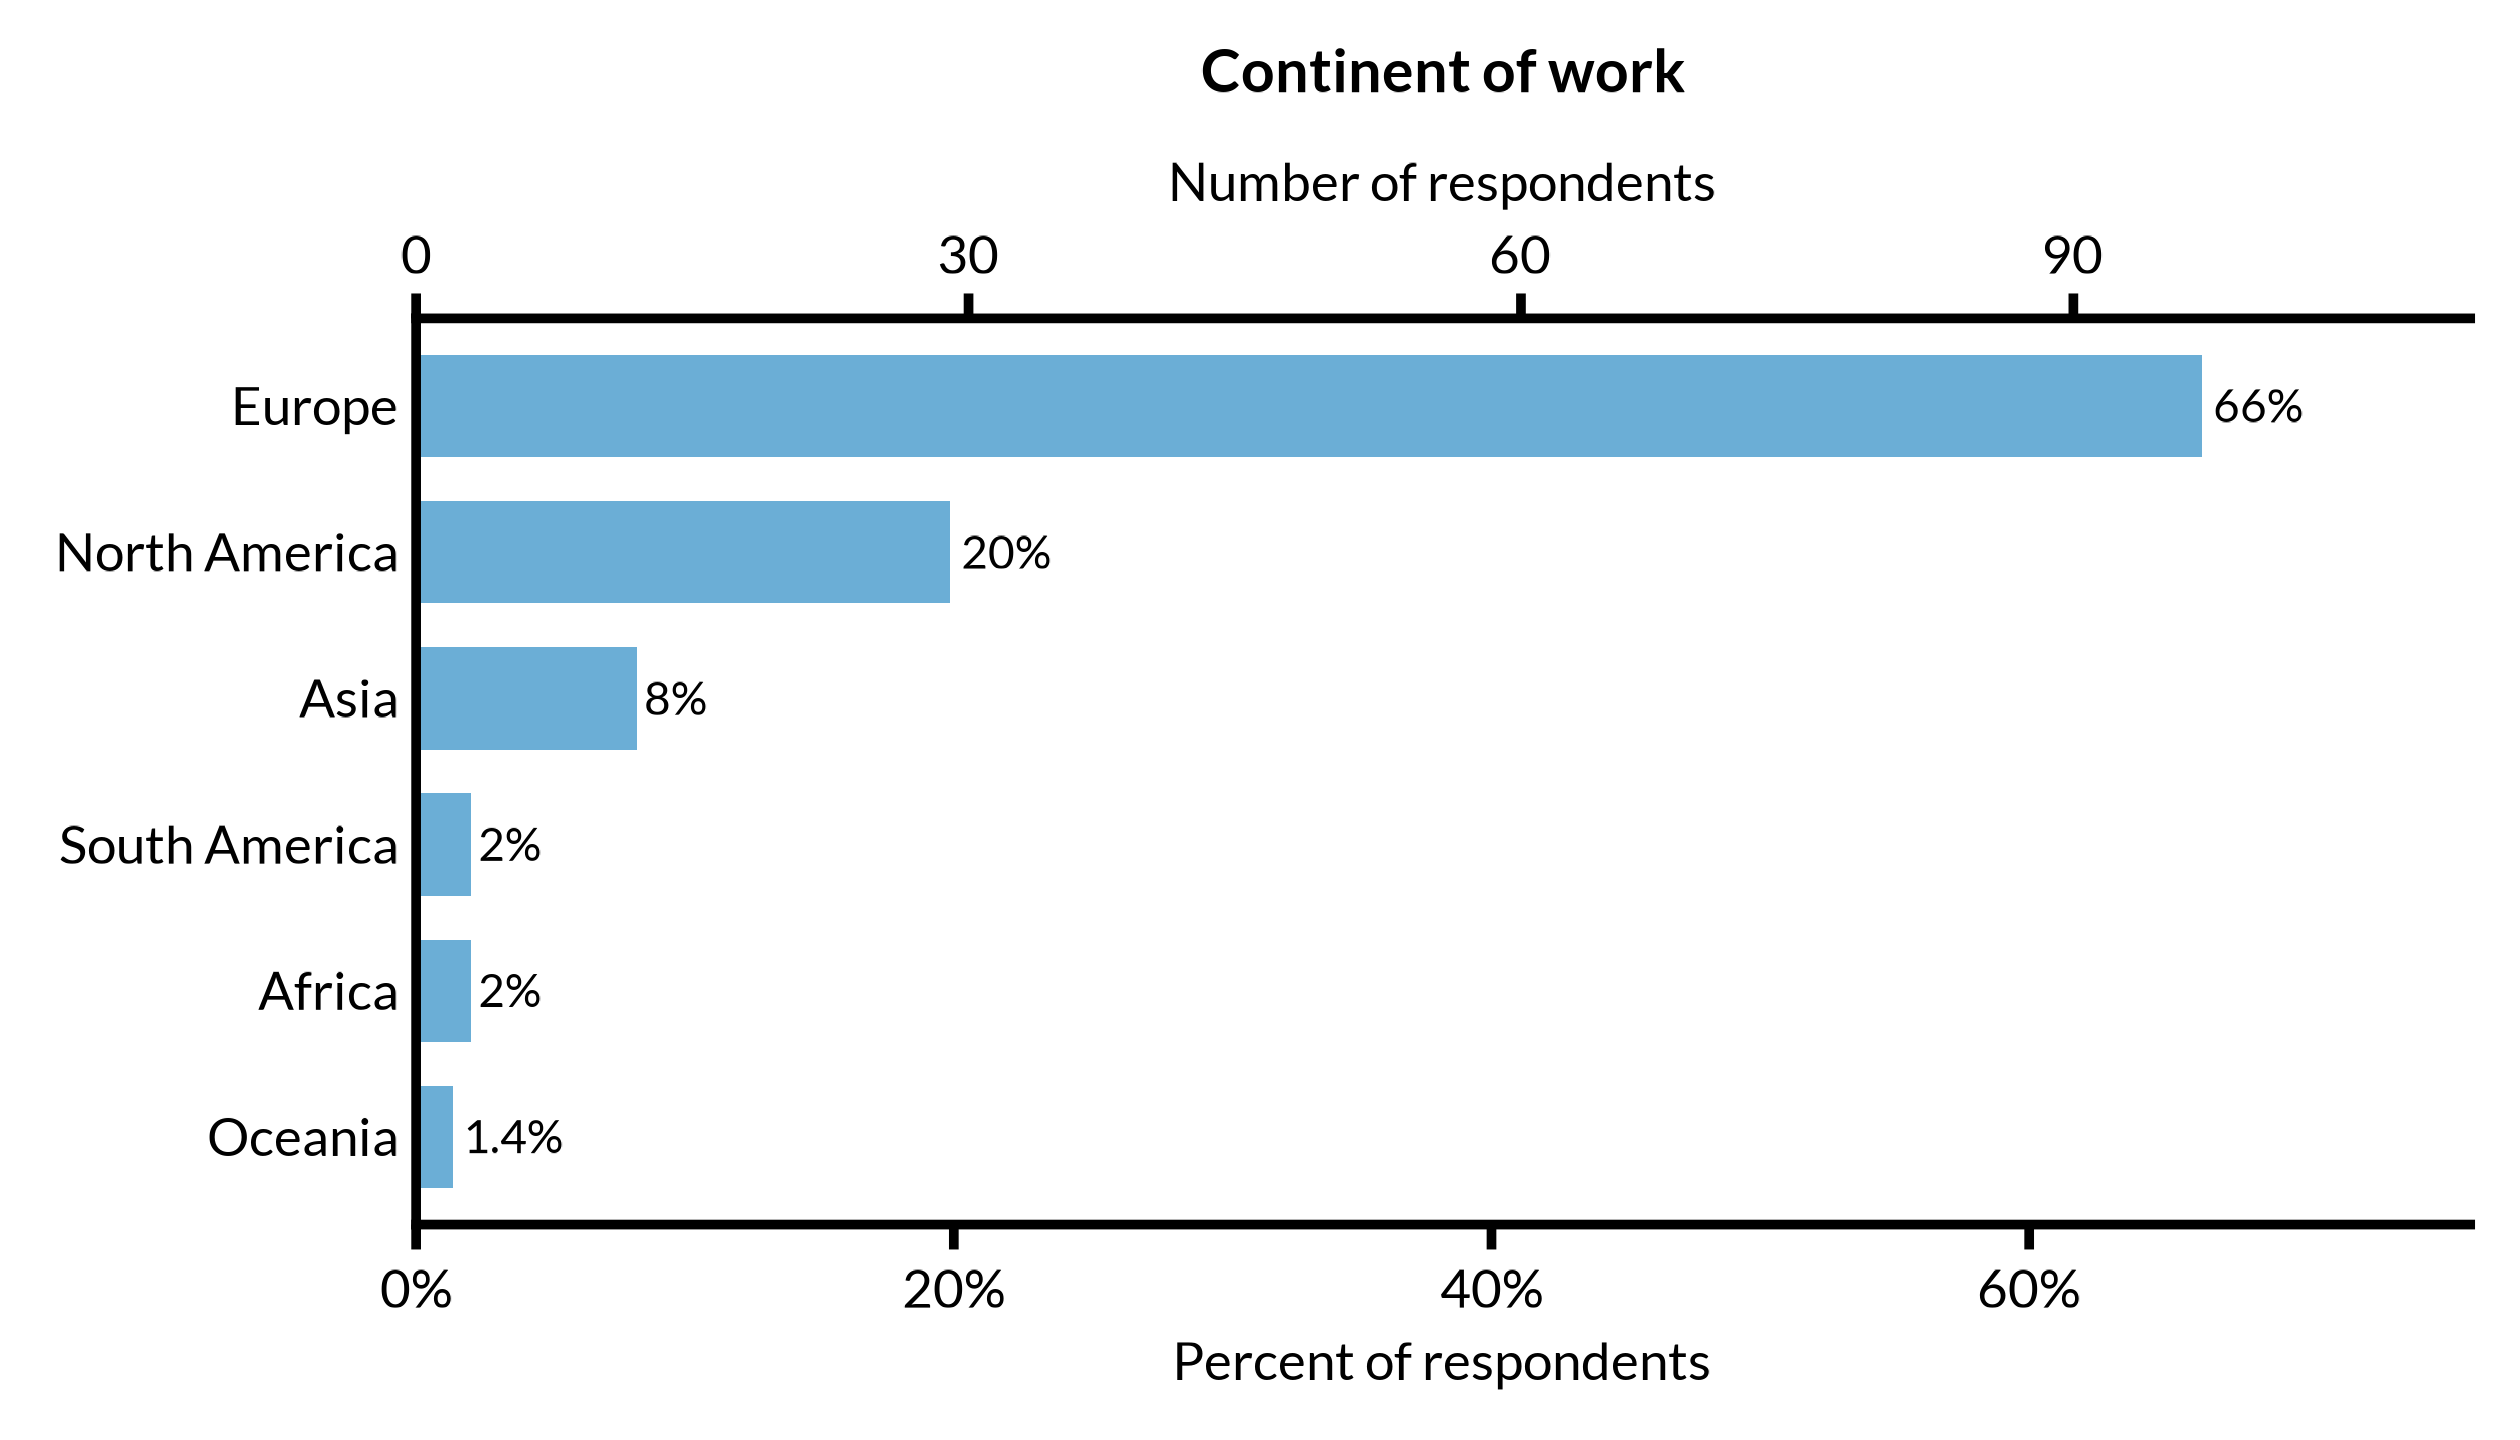 Continent of work
Number of respondents
0 30 60 90
Europe 66%
North America 20%
Asia 8%
South America 2%
Africa 2%
Oceania 1.4%
0% 20% 40% 60%
Percent of respondents